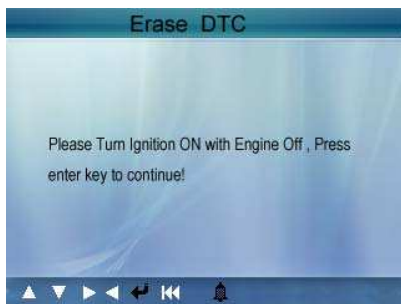 Erase DTC
Please Turn Ignition ON with Engine Off , Press
enter key to continue!